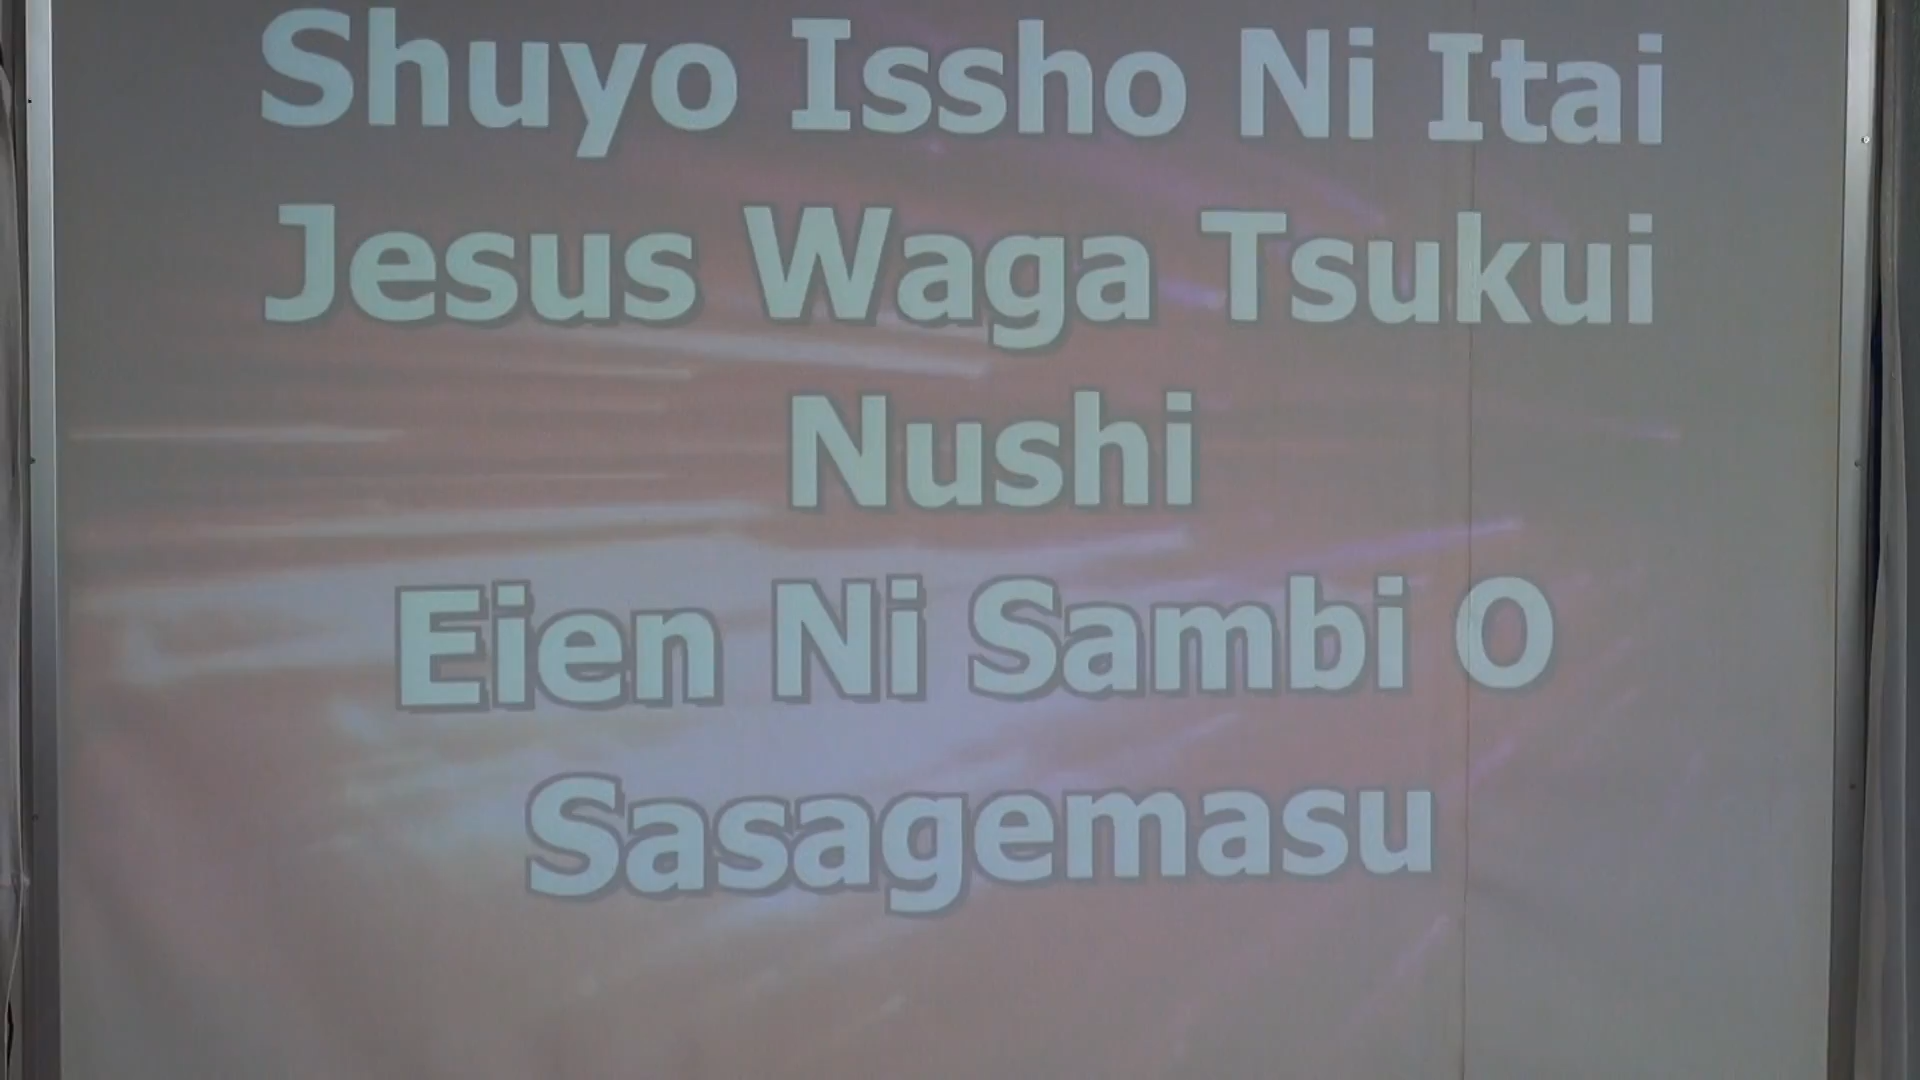 Shuyo Issho Ni Itai
Jesus Waga Tsukui
Nushi
Eien Ni Sambi O
Sasagemasu